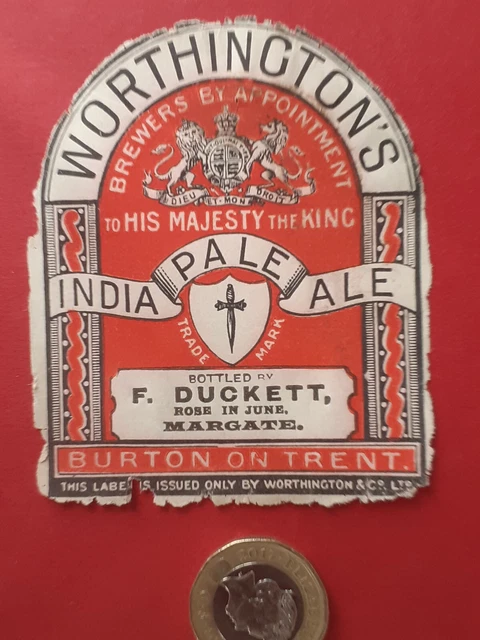 WORTHINGTON'S
BREWERS BY APPOINTMENT
DIEU ET MON DROIT
TO HIS MAJESTY THE KING
INDIA PALE ALE
TRADE MARK
BOTTLED BY
F. DUCKETT,
ROSE IN JUNE,
MARGATE.
BURTON ON TRENT.
THIS LABEL IS ISSUED ONLY BY WORTHINGTON & CO. LTD.